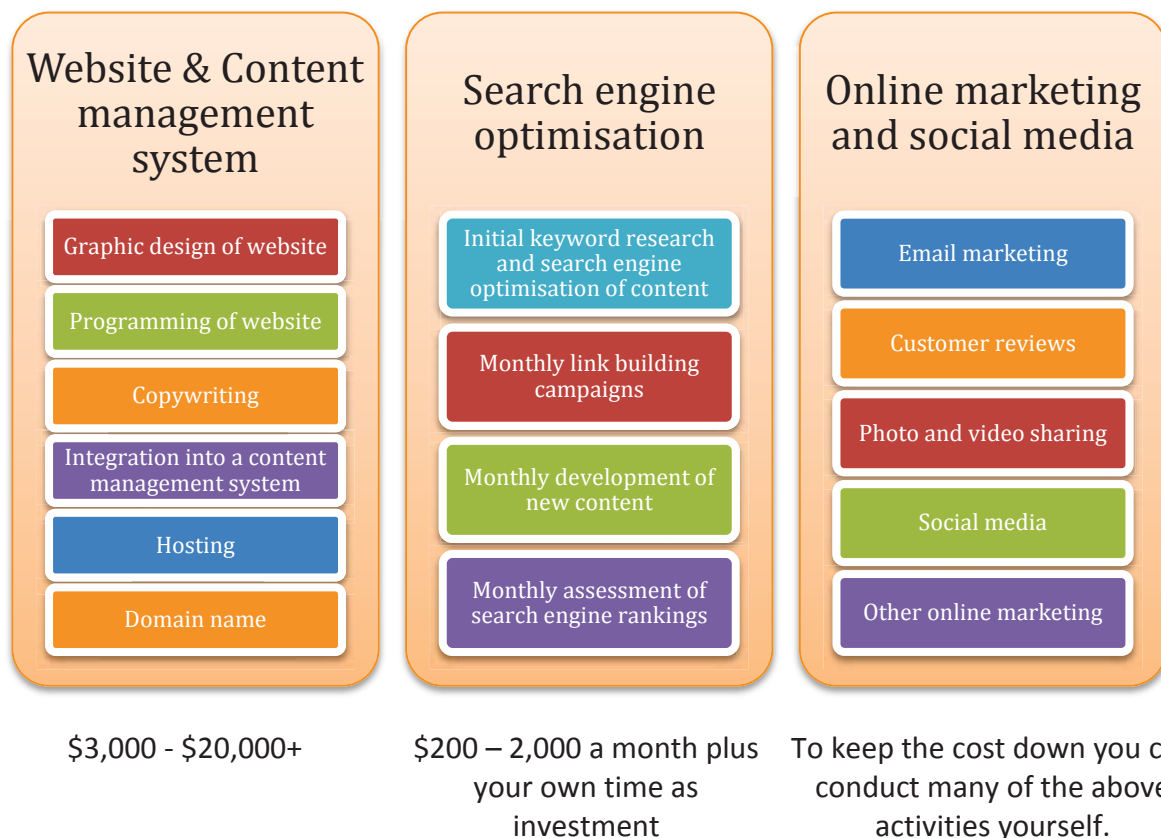 Website & Content
management
system
Graphic design of website
Programming of website
Copywriting
Integration into a content
management system
Hosting
Domain name
$3,000 - $20,000+
Search engine
optimisation
Initial keyword research
and search engine
optimisation of content
Monthly link building
campaigns
Monthly development of
new content
Monthly assessment of
search engine rankings
$200 – 2,000 a month plus
your own time as
investment
Online marketing
and social media
Email marketing
Customer reviews
Photo and video sharing
Social media
Other online marketing
To keep the cost down you
conduct many of the above
activities yourself.